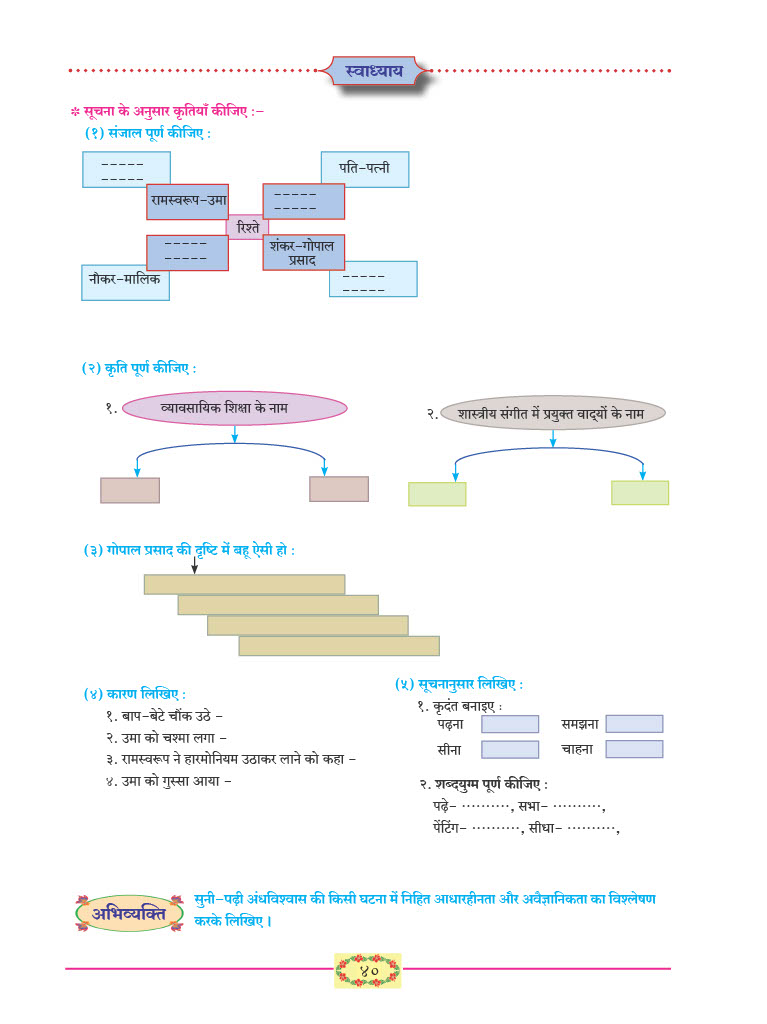 स्वाध्याय
* सूचना के अनुसार कृतियाँ कीजिए :-
(१) संजाल पूर्ण कीजिए :
-----
-----
पति-पत्नी
रामस्वरूप-उमा
-----
-----
रिश्ते
-----
-----
शंकर-गोपाल
प्रसाद
नौकर-मालिक
-----
-----
(२) कृति पूर्ण कीजिए :
१. व्यावसायिक शिक्षा के नाम
२. शास्त्रीय संगीत में प्रयुक्त वाद्‌यों के नाम
(३) गोपाल प्रसाद की दृष्टि में बहू ऐसी हो :
(४) कारण लिखिए :
१. बाप-बेटे चौंक उठे -
२. उमा को चश्मा लगा -
३. रामस्वरूप ने हारमोनियम उठाकर लाने को कहा -
४. उमा को गुस्सा आया -
(५) सूचनानुसार लिखिए :
१. कृदंत बनाइए :
पढ़ना समझना
सीना चाहना
२. शब्दयुग्म पूर्ण कीजिए :
पढ़े- ··········, सभा- ··········,
पेंटिंग- ··········, सीधा- ··········,
अभिव्यक्ति
सुनी-पढ़ी अंधविश्वास की किसी घटना में निहित आधारहीनता और अवैज्ञानिकता का विश्लेषण
करके लिखिए ।
४०